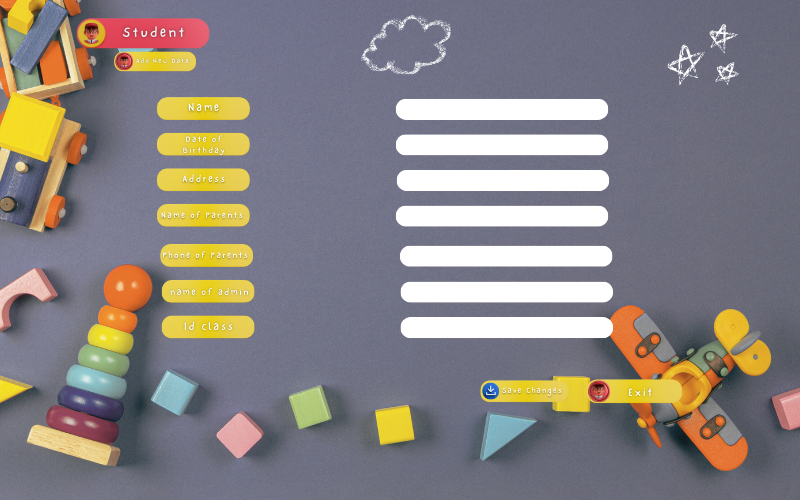 Student
Add New Data
Name
Date of
Birthday
Address
Name of Parents
Phone of Parents
name of admin
Id class
Save Changes
Exit